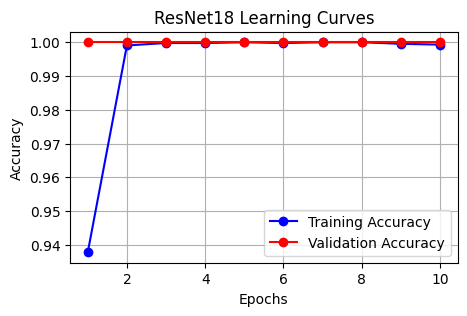 ResNet18 Learning Curves
1.00
0.99
0.98
0.97
0.96
0.95
0.94
Accuracy
Training Accuracy
Validation Accuracy
2 4 6 8 10
Epochs